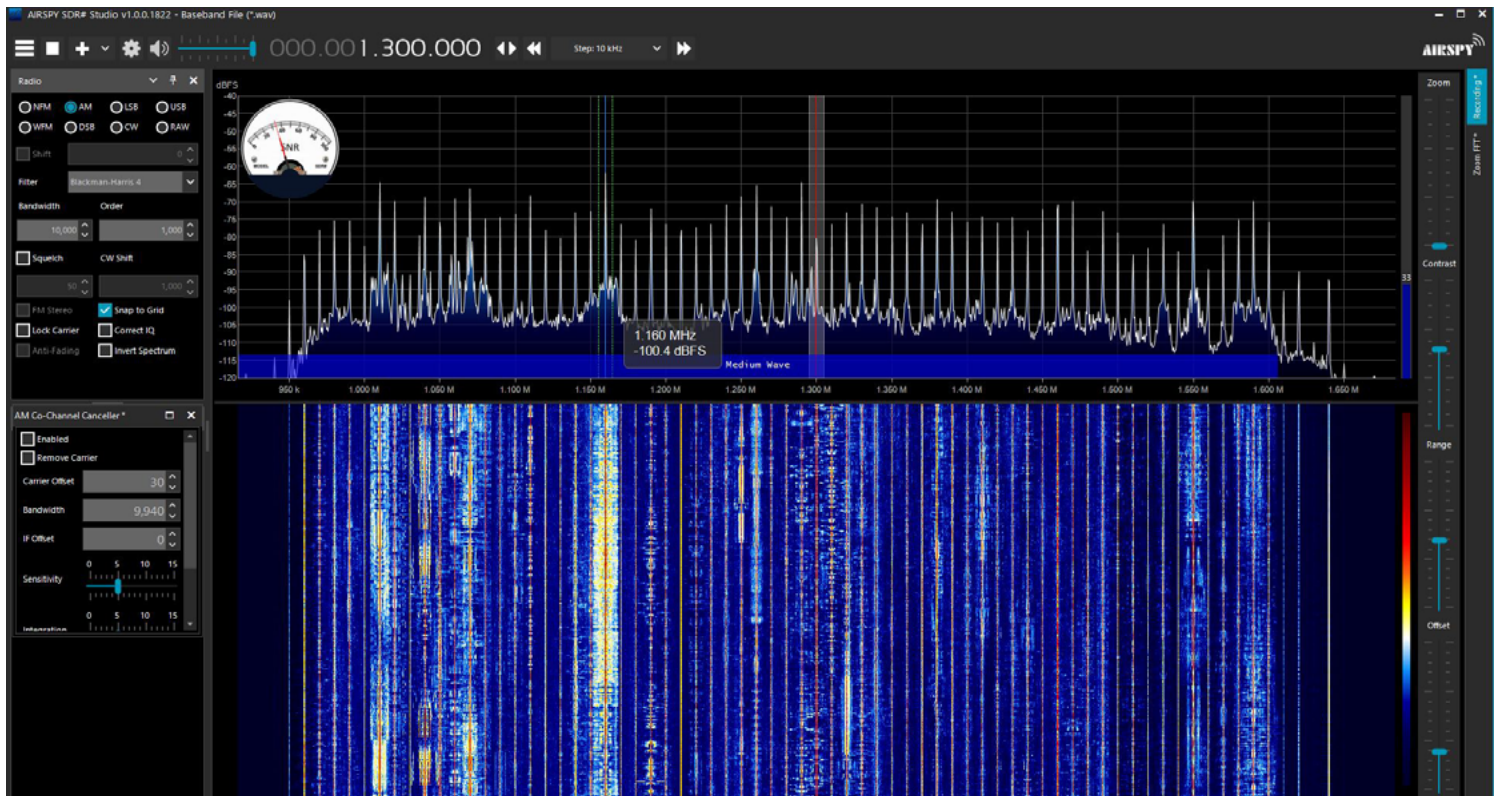 AIRSPY SDR# Studio v1.0.0.1822 - Baseband File (*.wav)
000.001.300.000
Step: 10 kHz
AIRSPY
Radio
NFM AM LSB USB
WFM DSB CW RAW
Shift 0
Filter Blackman-Harris 4
Bandwidth Order
10,000 1,000
Squelch CW Shift
50 1,000
FM Stereo Snap to Grid
Lock Carrier Correct IQ
Anti-Fading Invert Spectrum
AM Co-Channel Canceller *
Enabled
Remove Carrier
Carrier Offset 30
Bandwidth 9,940
IF Offset 0
0 5 10 15
Sensitivity
0 5 10 15
Integration
dBFS
-40
-45
-50
-55
-60
-65
-70
-75
-80
-85
-90
-95
-100
-105
-110
-115
-120
SNR
1.160 MHz
-100.4 dBFS
Medium Wave
950 k 1.000 M 1.050 M 1.100 M 1.150 M 1.200 M 1.250 M 1.300 M 1.350 M 1.400 M 1.450 M 1.500 M 1.550 M 1.600 M 1.650 M
33
Zoom
Contrast
Range
Offset
Recording *
Zoom FFT *